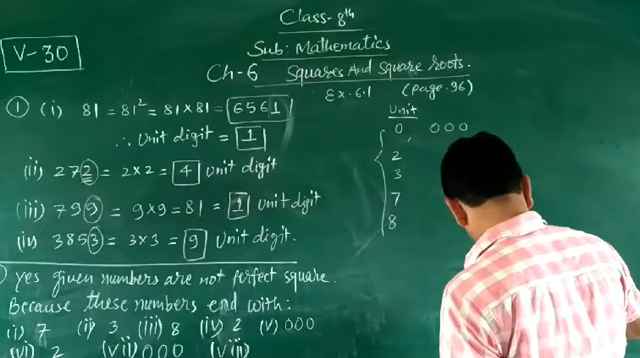 Class-8th
V-30
Sub: Mathematics
Ch-6 Squares And Square Roots.
Ex-6.1 (Page-96)
① (i) 81 = 81² = 81×81 = 6561
∴ Unit digit = 1
(ii) 272 = 2×2 = 4 Unit digit
(iii) 799 = 9×9 = 81 = 1 Unit digit
(iv) 3853 = 3×3 = 9 Unit digit.
Unit
0, 000
2
3
7
8
yes given numbers are not perfect square.
Because these numbers end with:
(i) 7 (ii) 3 (iii) 8 (iv) 2 (v) 000
(vi) 2 (vii) 000 (viii)